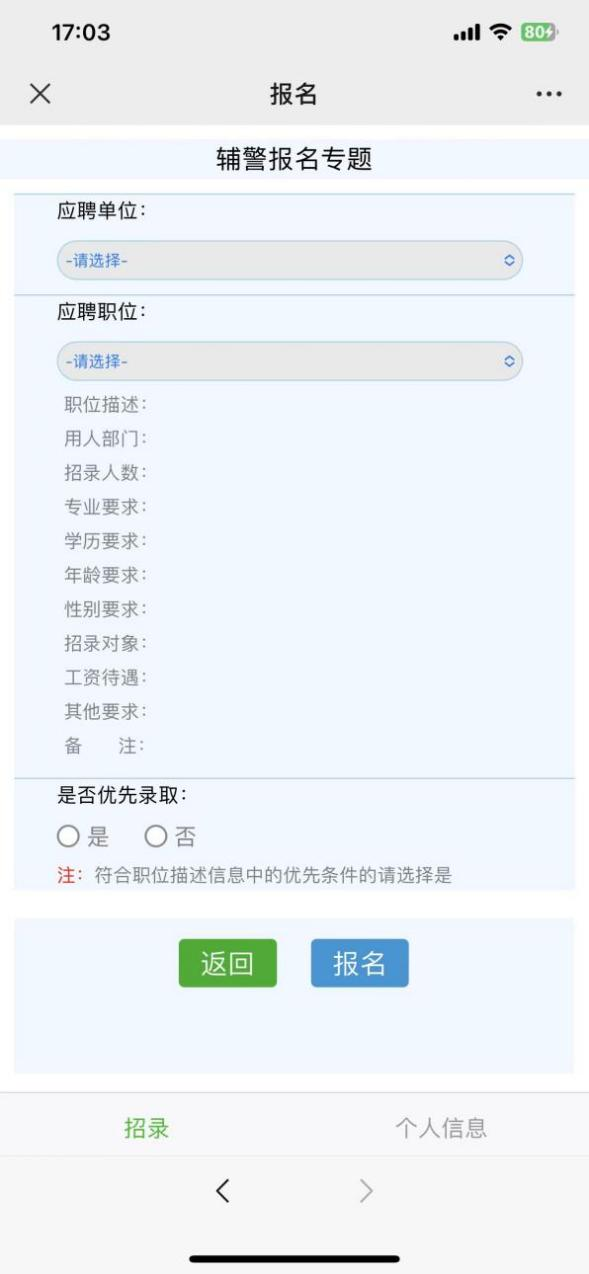 17:03
80
报名
辅警报名专题
应聘单位：
-请选择-
应聘职位：
-请选择-
职位描述：
用人部门：
招录人数：
专业要求：
学历要求：
年龄要求：
性别要求：
招录对象：
工资待遇：
其他要求：
备　　注：
是否优先录取：
是　否
注：符合职位描述信息中的优先条件的请选择是
返回　报名
招录　个人信息